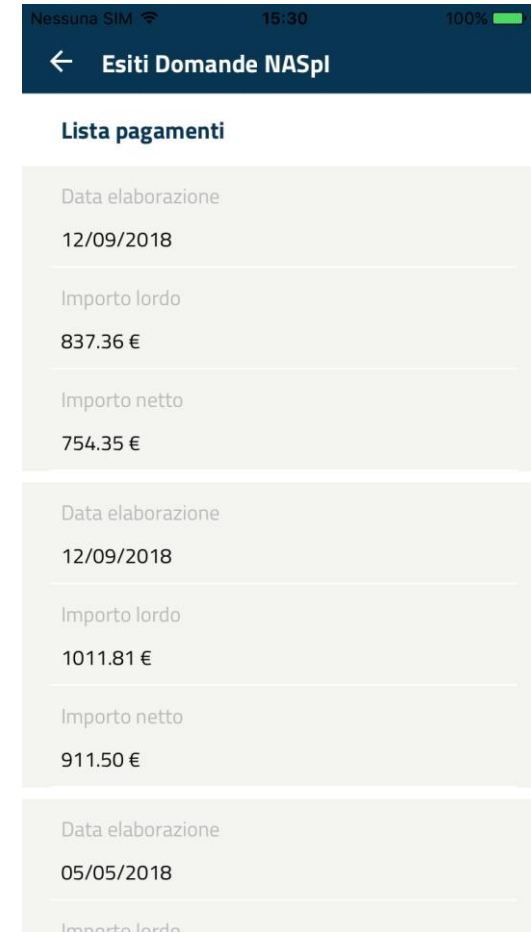 Nessuna SIM 15:30 100%
Esiti Domande NASpI
Lista pagamenti
Data elaborazione
12/09/2018
Importo lordo
837.36 €
Importo netto
754.35 €
Data elaborazione
12/09/2018
Importo lordo
1011.81 €
Importo netto
911.50 €
Data elaborazione
05/05/2018
Importo lordo